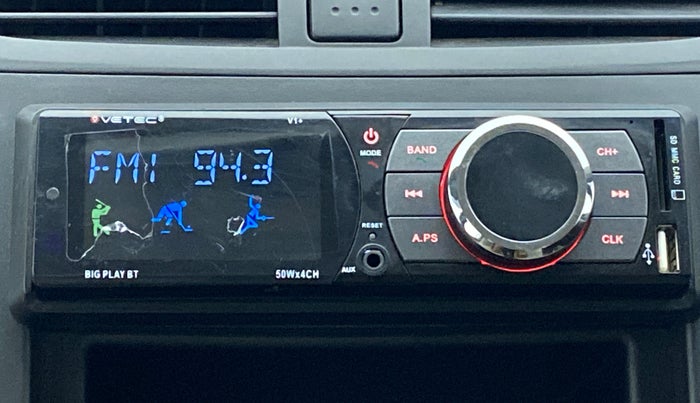 VETEC
V1+
FM1 94.3
BIG PLAY BT
50Wx4CH
MODE
RESET
AUX
BAND
CH+
A.PS
CLK
SD MMC CARD